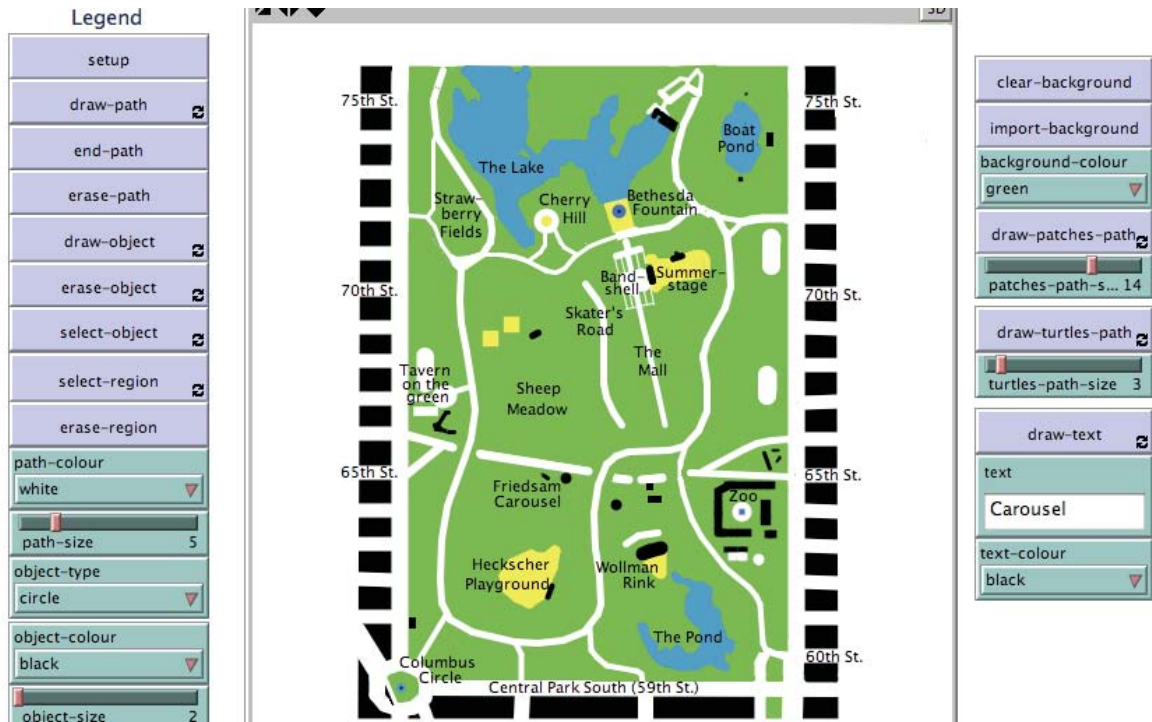 Legend
setup
draw-path
end-path
erase-path
draw-object
erase-object
select-object
select-region
erase-region
path-colour
white
path-size 5
object-type
circle
object-colour
black
object-size 2
3D
75th St.
75th St.
Boat
Pond
The Lake
Straw-
berry
Fields
Cherry
Hill
Bethesda
Fountain
Band-
shell
Summer-
stage
70th St.
70th St.
Skater's
Road
The
Mall
Tavern
on the
green
Sheep
Meadow
65th St.
65th St.
Friedsam
Carousel
Zoo
Heckscher
Playground
Wollman
Rink
The Pond
60th St.
Columbus
Circle
Central Park South (59th St.)
clear-background
import-background
background-colour
green
draw-patches-path
patches-path-s... 14
draw-turtles-path
turtles-path-size 3
draw-text
text
Carousel
text-colour
black